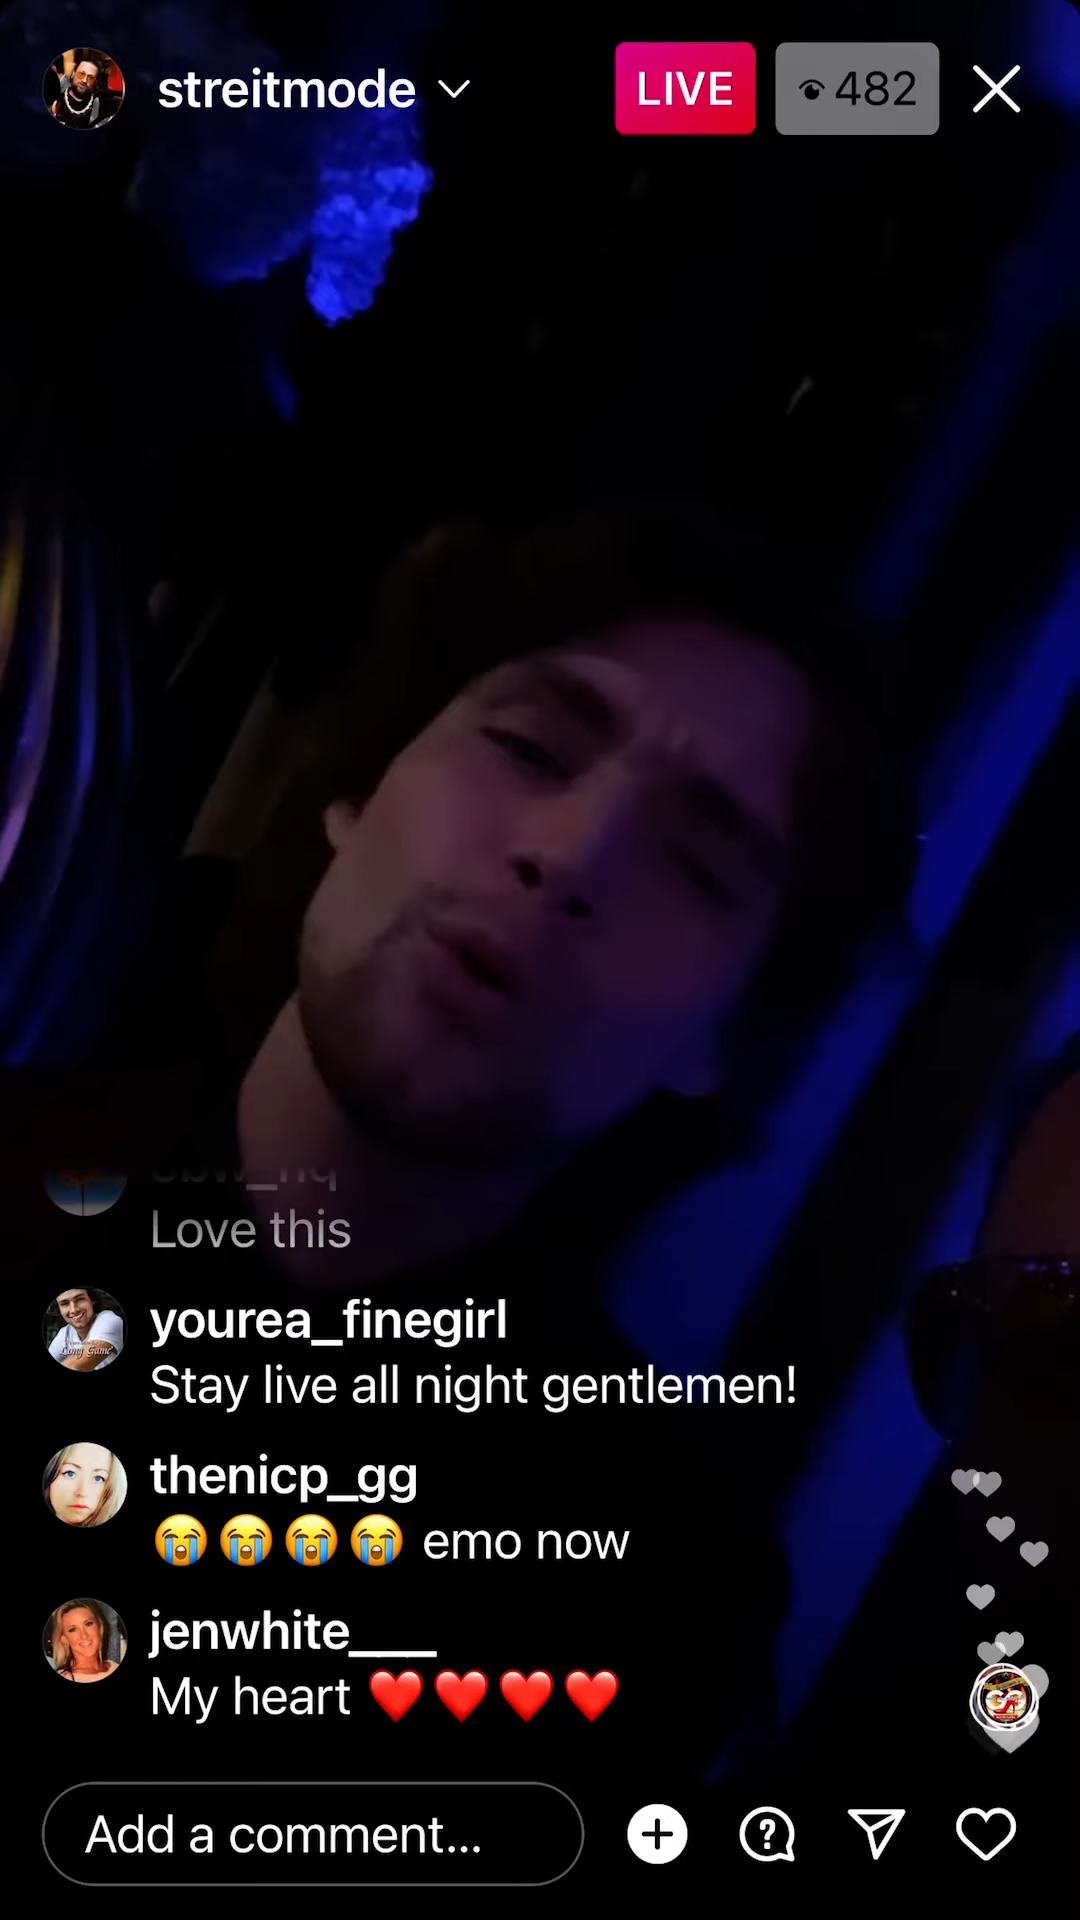 streitmode
LIVE
482
Love this
yourea_finegirl
Stay live all night gentlemen!
thenicp_gg
😭😭😭😭 emo now
jenwhite___
My heart ❤️❤️❤️❤️
Add a comment...